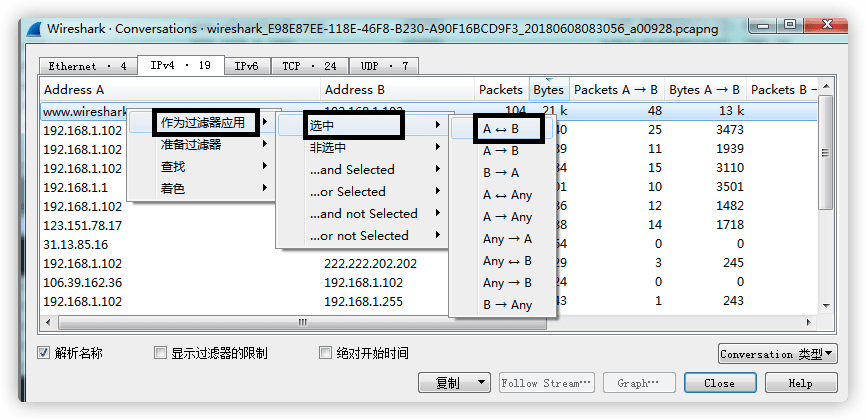 Wireshark · Conversations · wireshark_E98E87EE-118E-46F8-B230-A90F16BCD9F3_20180608083056_a00928.pcapng
Ethernet · 4 IPv4 · 19 IPv6 TCP · 24 UDP · 7
Address A Address B Packets Bytes Packets A → B Bytes A → B Packets B →
www.wireshark 192.168.1.102 104 21 k 48 13 k
192.168.1.102 40 25 3473
192.168.1.102 39 11 1939
192.168.1.102 54 15 3110
192.168.1.1 01 10 3501
192.168.1.102 36 12 1482
123.151.78.17 38 14 1718
31.13.85.16 54 0 0
192.168.1.102 222.222.202.202 29 3 245
106.39.162.36 192.168.1.102 24 0 0
192.168.1.102 192.168.1.255 43 1 243
作为过滤器应用
准备过滤器
查找
着色
选中
非选中
...and Selected
...or Selected
...and not Selected
...or not Selected
A ↔ B
A → B
B → A
A ↔ Any
A → Any
Any → A
Any ↔ B
Any → B
B → Any
解析名称 显示过滤器的限制 绝对开始时间 Conversation 类型
复制 Follow Stream… Graph… Close Help